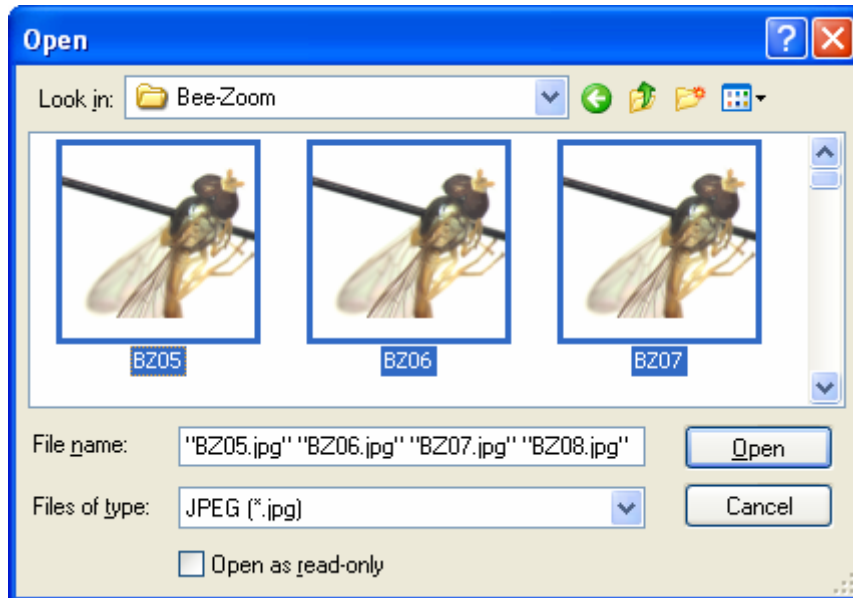 Open
Look in: Bee-Zoom
BZ05 BZ06 BZ07
File name: "BZ05.jpg" "BZ06.jpg" "BZ07.jpg" "BZ08.jpg" Open
Files of type: JPEG (*.jpg) Cancel
Open as read-only